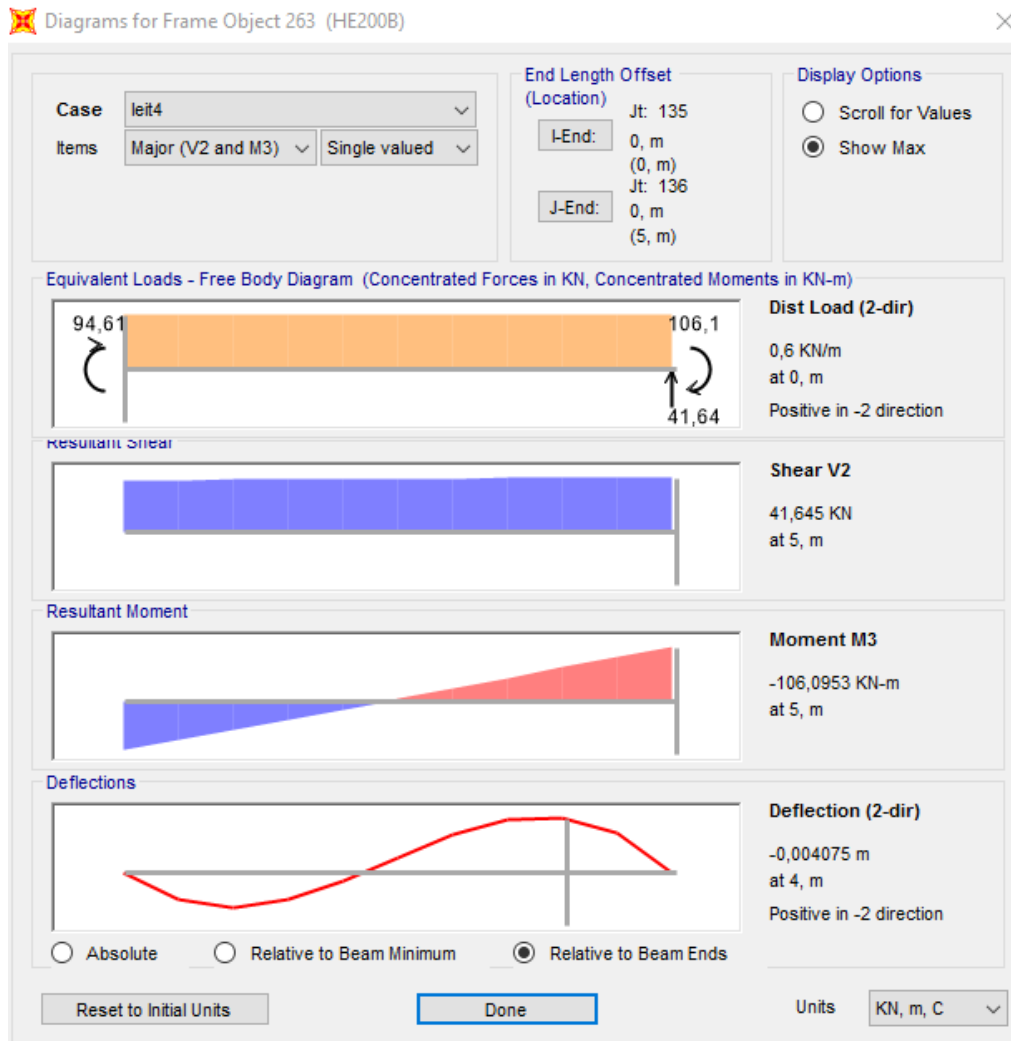 Diagrams for Frame Object 263 (HE200B)
Case
leit4
Items
Major (V2 and M3)
Single valued
End Length Offset
(Location)
Jt: 135
I-End:
0, m
(0, m)
Jt: 136
J-End:
0, m
(5, m)
Display Options
Scroll for Values
Show Max
Equivalent Loads - Free Body Diagram (Concentrated Forces in KN, Concentrated Moments in KN-m)
94,61
106,1
41,64
Dist Load (2-dir)
0,6 KN/m
at 0, m
Positive in -2 direction
Resultant Shear
Shear V2
41,645 KN
at 5, m
Resultant Moment
Moment M3
-106,0953 KN-m
at 5, m
Deflections
Deflection (2-dir)
-0,004075 m
at 4, m
Positive in -2 direction
Absolute
Relative to Beam Minimum
Relative to Beam Ends
Reset to Initial Units
Done
Units
KN, m, C